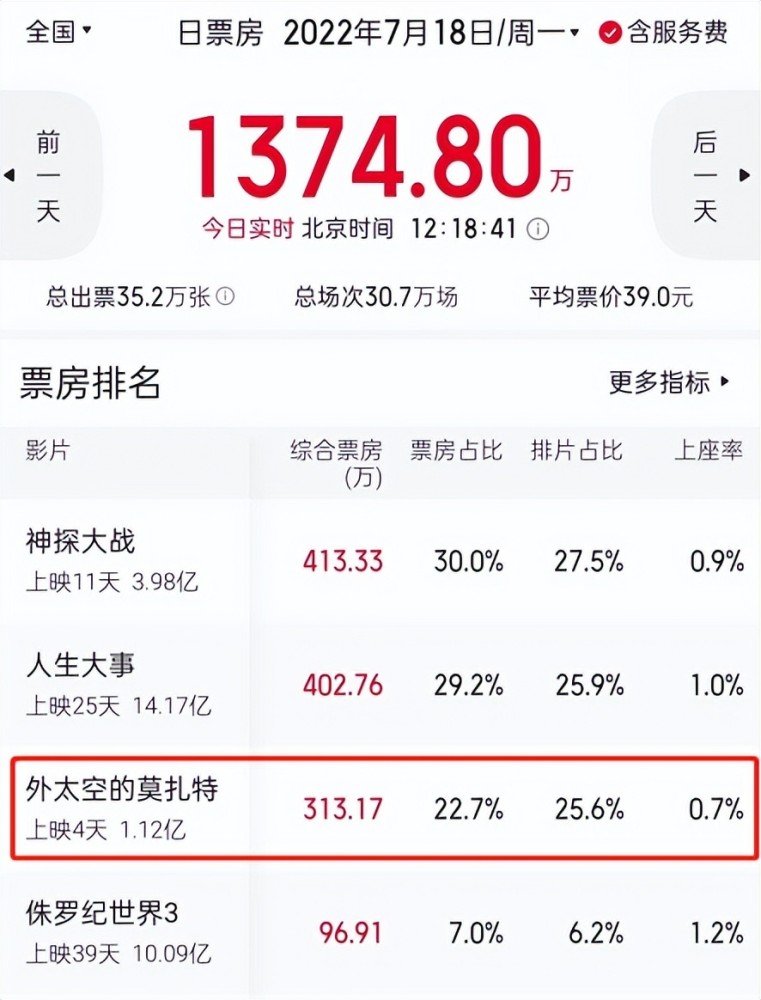 全国 日票房 2022年7月18日/周一 含服务费
前一天
1374.80万
后一天
今日实时 北京时间 12:18:41
总出票35.2万张 总场次30.7万场 平均票价39.0元
票房排名 更多指标
影片 综合票房(万) 票房占比 排片占比 上座率
神探大战 413.33 30.0% 27.5% 0.9%
上映11天 3.98亿
人生大事 402.76 29.2% 25.9% 1.0%
上映25天 14.17亿
外太空的莫扎特 313.17 22.7% 25.6% 0.7%
上映4天 1.12亿
侏罗纪世界3 96.91 7.0% 6.2% 1.2%
上映39天 10.09亿